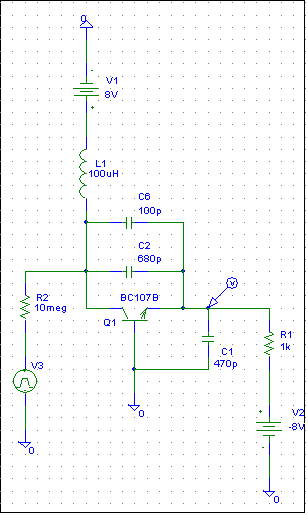 0
-
V1
8V
+
L1
100uH
C6
100p
C2
680p
R2
10meg
BC107B
Q1
V
R1
1k
C1
470p
V3
+
V2
-8V
-
0
0
0